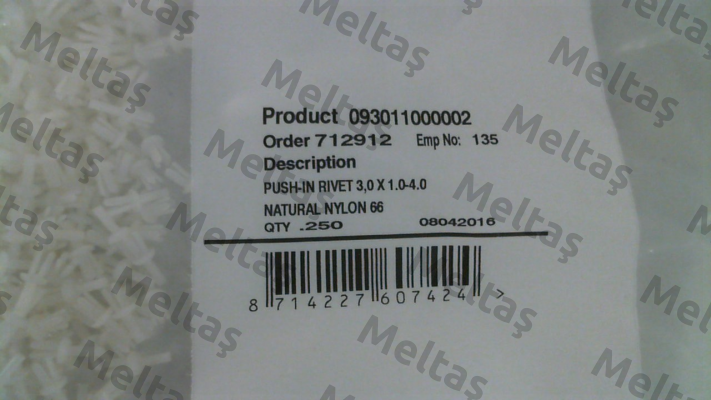 Product 093011000002
Order 712912 Emp No: 135
Description
PUSH-IN RIVET 3,0 X 1.0-4.0
NATURAL NYLON 66
QTY .250 08042016
8 714227 607424 >
Meltaş